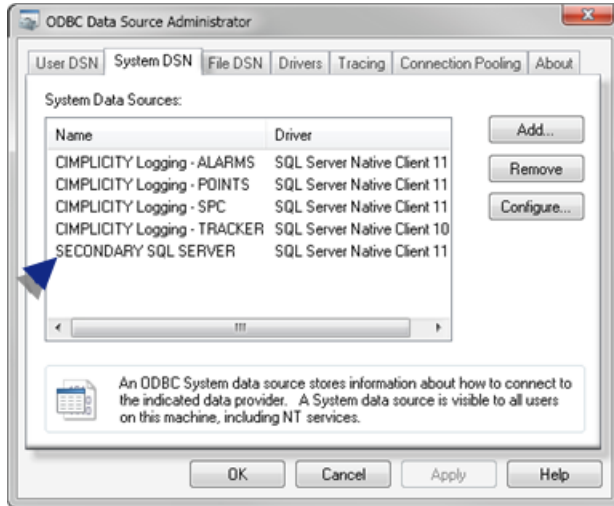 ODBC Data Source Administrator
User DSN System DSN File DSN Drivers Tracing Connection Pooling About
System Data Sources:
Name Driver
CIMPLICITY Logging - ALARMS SQL Server Native Client 11
CIMPLICITY Logging - POINTS SQL Server Native Client 11
CIMPLICITY Logging - SPC SQL Server Native Client 11
CIMPLICITY Logging - TRACKER SQL Server Native Client 10
SECONDARY SQL SERVER SQL Server Native Client 11
Add...
Remove
Configure...
An ODBC System data source stores information about how to connect to
the indicated data provider. A System data source is visible to all users
on this machine, including NT services.
OK Cancel Apply Help